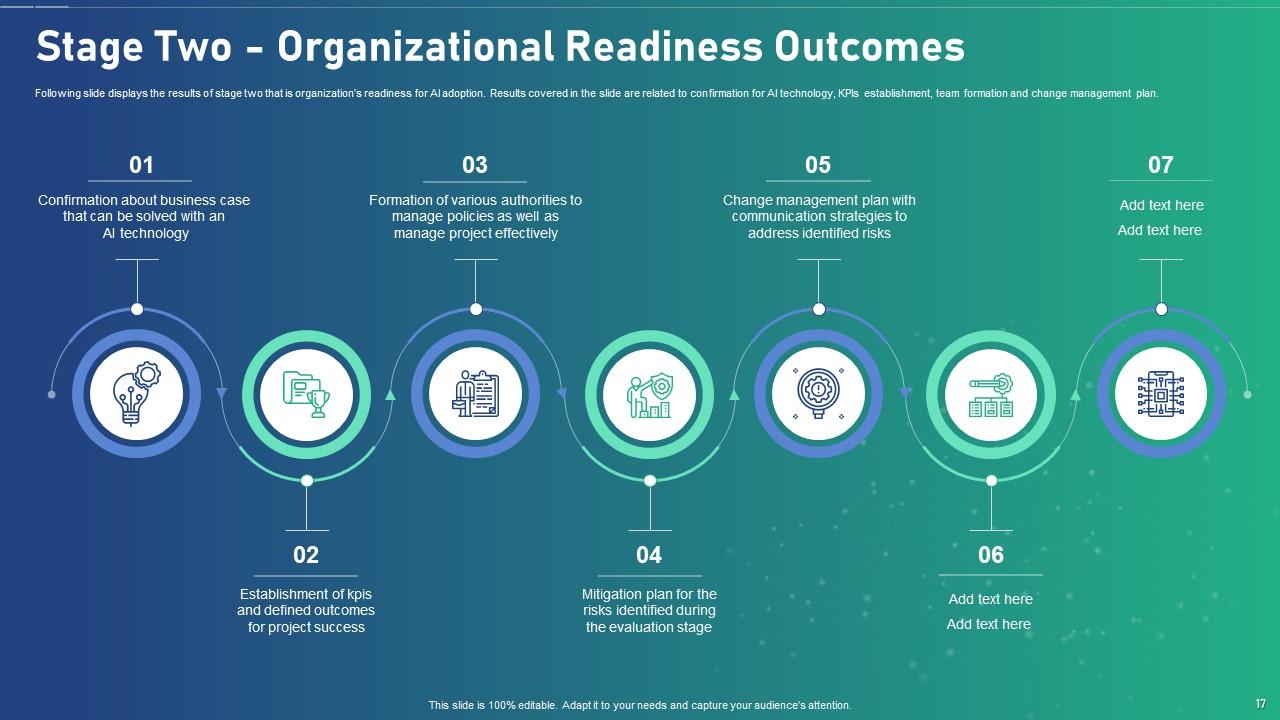 Stage Two - Organizational Readiness Outcomes
Following slide displays the results of stage two that is organization's readiness for AI adoption. Results covered in the slide are related to confirmation for AI technology, KPIs establishment, team formation and change management plan.
01
Confirmation about business case
that can be solved with an
AI technology
03
Formation of various authorities to
manage policies as well as
manage project effectively
05
Change management plan with
communication strategies to
address identified risks
07
Add text here
Add text here
02
Establishment of kpis
and defined outcomes
for project success
04
Mitigation plan for the
risks identified during
the evaluation stage
06
Add text here
Add text here
This slide is 100% editable. Adapt it to your needs and capture your audience's attention.
17